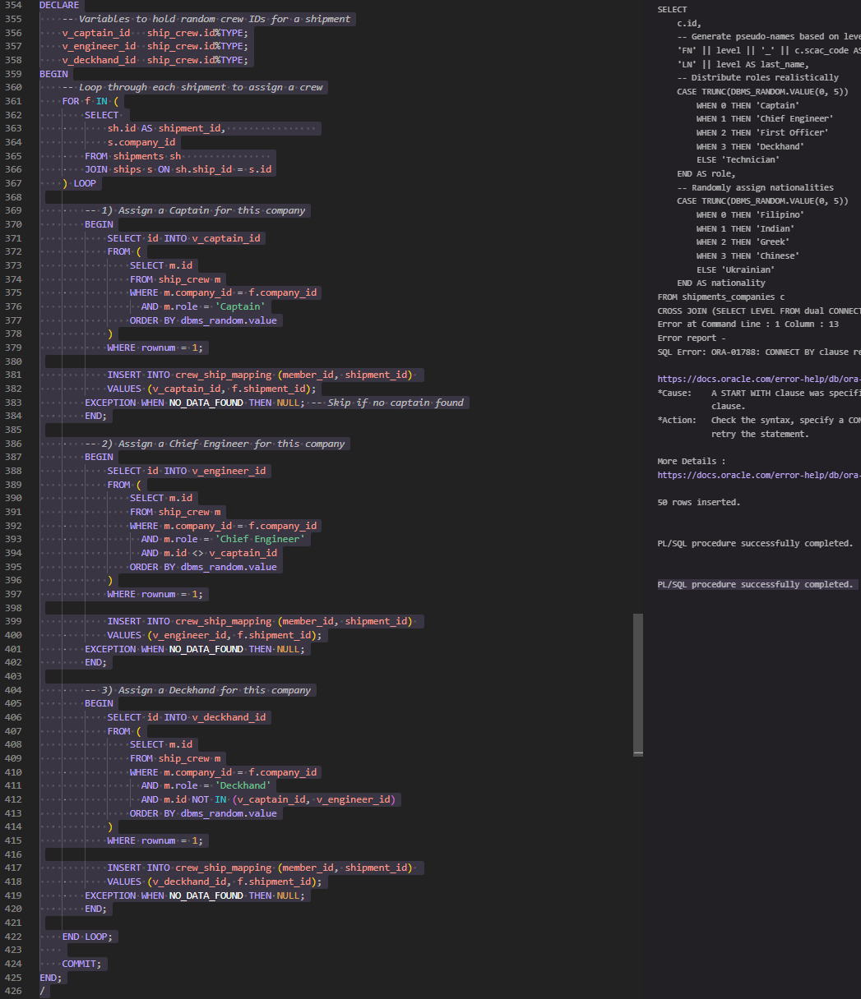 354 DECLARE
355 -- Variables to hold random crew IDs for a shipment
356 v_captain_id ship_crew.id%TYPE;
357 v_engineer_id ship_crew.id%TYPE;
358 v_deckhand_id ship_crew.id%TYPE;
359 BEGIN
360 -- Loop through each shipment to assign a crew
361 FOR f IN (
362 SELECT
363 sh.id AS shipment_id,
364 s.company_id
365 FROM shipments sh
366 JOIN ships s ON sh.ship_id = s.id
367 ) LOOP
368
369 -- 1) Assign a Captain for this company
370 BEGIN
371 SELECT id INTO v_captain_id
372 FROM (
373 SELECT m.id
374 FROM ship_crew m
375 WHERE m.company_id = f.company_id
376 AND m.role = 'Captain'
377 ORDER BY dbms_random.value
378 )
379 WHERE rownum = 1;
380
381 INSERT INTO crew_ship_mapping (member_id, shipment_id)
382 VALUES (v_captain_id, f.shipment_id);
383 EXCEPTION WHEN NO_DATA_FOUND THEN NULL; -- Skip if no captain found
384 END;
385
386 -- 2) Assign a Chief Engineer for this company
387 BEGIN
388 SELECT id INTO v_engineer_id
389 FROM (
390 SELECT m.id
391 FROM ship_crew m
392 WHERE m.company_id = f.company_id
393 AND m.role = 'Chief Engineer'
394 AND m.id <> v_captain_id
395 ORDER BY dbms_random.value
396 )
397 WHERE rownum = 1;
398
399 INSERT INTO crew_ship_mapping (member_id, shipment_id)
400 VALUES (v_engineer_id, f.shipment_id);
401 EXCEPTION WHEN NO_DATA_FOUND THEN NULL;
402 END;
403
404 -- 3) Assign a Deckhand for this company
405 BEGIN
406 SELECT id INTO v_deckhand_id
407 FROM (
408 SELECT m.id
409 FROM ship_crew m
410 WHERE m.company_id = f.company_id
411 AND m.role = 'Deckhand'
412 AND m.id NOT IN (v_captain_id, v_engineer_id)
413 ORDER BY dbms_random.value
414 )
415 WHERE rownum = 1;
416
417 INSERT INTO crew_ship_mapping (member_id, shipment_id)
418 VALUES (v_deckhand_id, f.shipment_id);
419 EXCEPTION WHEN NO_DATA_FOUND THEN NULL;
420 END;
421
422 END LOOP;
423
424 COMMIT;
425 END;
426 /
SELECT
c.id,
-- Generate pseudo-names based on leve
'FN' || level || '_' || c.scac_code AS
'LN' || level AS last_name,
-- Distribute roles realistically
CASE TRUNC(DBMS_RANDOM.VALUE(0, 5))
WHEN 0 THEN 'Captain'
WHEN 1 THEN 'Chief Engineer'
WHEN 2 THEN 'First Officer'
WHEN 3 THEN 'Deckhand'
ELSE 'Technician'
END AS role,
-- Randomly assign nationalities
CASE TRUNC(DBMS_RANDOM.VALUE(0, 5))
WHEN 0 THEN 'Filipino'
WHEN 1 THEN 'Indian'
WHEN 2 THEN 'Greek'
WHEN 3 THEN 'Chinese'
ELSE 'Ukrainian'
END AS nationality
FROM shipments_companies c
CROSS JOIN (SELECT LEVEL FROM dual CONNECT
Error at Command Line : 1 Column : 13
Error report -
SQL Error: ORA-01788: CONNECT BY clause re
https://docs.oracle.com/error-help/db/ora-
*Cause: A START WITH clause was specifi
clause.
*Action: Check the syntax, specify a CON
retry the statement.
More Details :
https://docs.oracle.com/error-help/db/ora-
50 rows inserted.
PL/SQL procedure successfully completed.
PL/SQL procedure successfully completed.